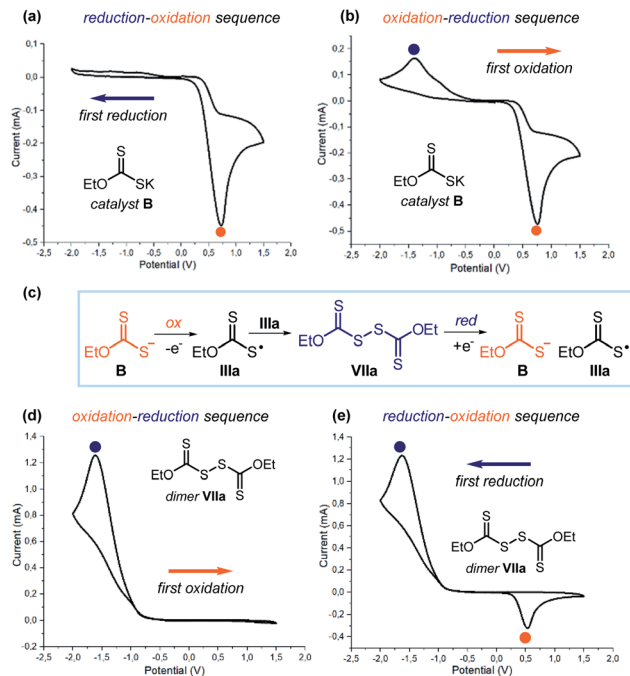 (a) reduction-oxidation sequence
(b) oxidation-reduction sequence
Current (mA)
0,1
0,0
-0,1
-0,2
-0,3
-0,4
-0,5
first reduction
S
EtO SK
catalyst B
-2,5 -2,0 -1,5 -1,0 -0,5 0,0 0,5 1,0 1,5 2,0
Potential (V)
Current (mA)
0,3
0,2
0,1
0,0
-0,1
-0,2
-0,3
-0,4
-0,5
first oxidation
S
EtO SK
catalyst B
-2,5 -2,0 -1,5 -1,0 -0,5 0,0 0,5 1,0 1,5 2,0
Potential (V)
(c)
S
EtO S−
B
ox
-e-
S
EtO S•
IIIa
IIIa
S
EtO S S OEt
S
VIIa
red
+e-
S
EtO S−
B
S
EtO S•
IIIa
(d) oxidation-reduction sequence
(e) reduction-oxidation sequence
Current (mA)
1,4
1,2
1,0
0,8
0,6
0,4
0,2
0,0
-0,2
S
EtO S S OEt
S
dimer VIIa
first oxidation
-2,5 -2,0 -1,5 -1,0 -0,5 0,0 0,5 1,0 1,5 2,0
Potential (V)
Current (mA)
1,4
1,2
1,0
0,8
0,6
0,4
0,2
0,0
-0,2
-0,4
first reduction
S
EtO S S OEt
S
dimer VIIa
-2,5 -2,0 -1,5 -1,0 -0,5 0,0 0,5 1,0 1,5 2,0
Potential (V)